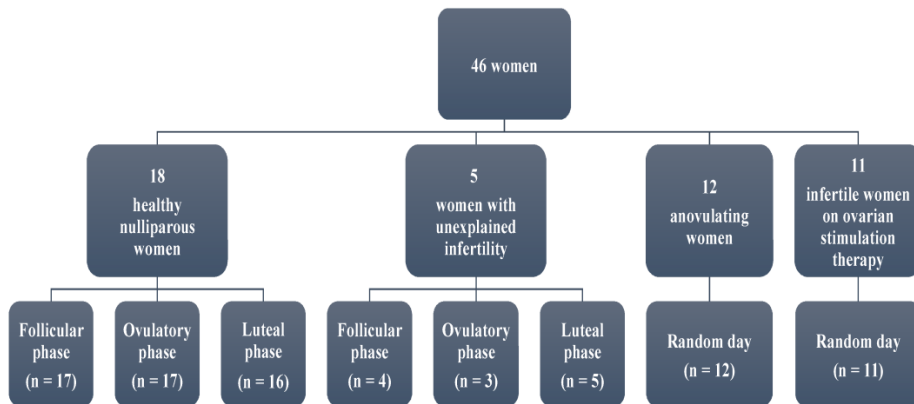 46 women
18
healthy
nulliparous
women
5
women with
unexplained
infertility
12
anovulating
women
11
infertile women
on ovarian
stimulation
therapy
Follicular
phase
(n = 17)
Ovulatory
phase
(n = 17)
Luteal
phase
(n = 16)
Follicular
phase
(n = 4)
Ovulatory
phase
(n = 3)
Luteal
phase
(n = 5)
Random day
(n = 12)
Random day
(n = 11)